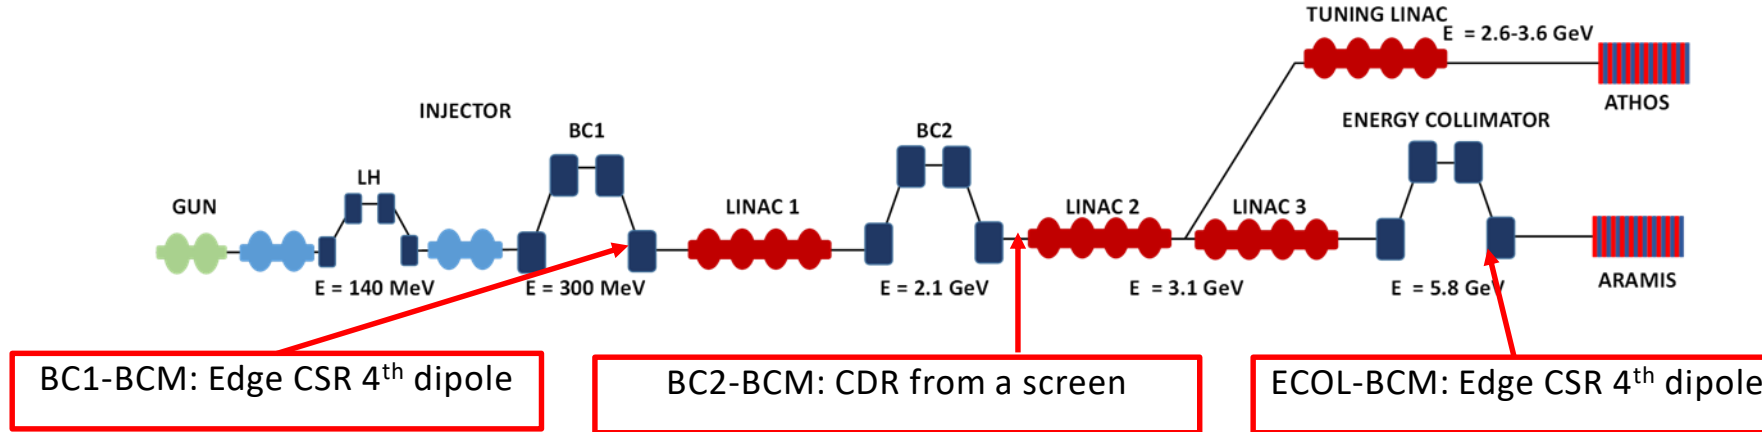 TUNING LINAC
E = 2.6-3.6 GeV
ATHOS
INJECTOR
BC1
BC2
ENERGY COLLIMATOR
LH
GUN
LINAC 1
LINAC 2
LINAC 3
E = 140 MeV
E = 300 MeV
E = 2.1 GeV
E = 3.1 GeV
E = 5.8 GeV
ARAMIS
BC1-BCM: Edge CSR 4th dipole
BC2-BCM: CDR from a screen
ECOL-BCM: Edge CSR 4th dipole